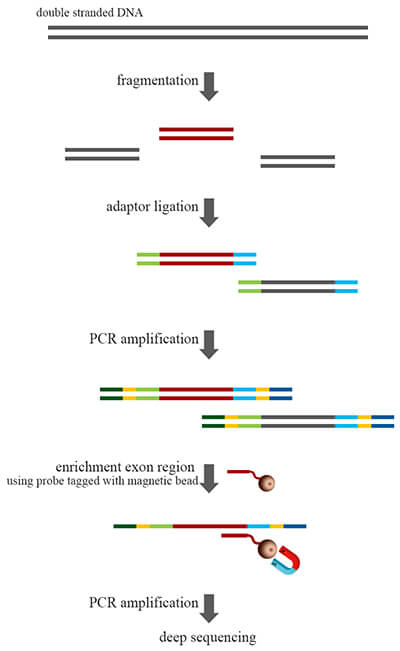 double stranded DNA
fragmentation
adaptor ligation
PCR amplification
enrichment exon region
using probe tagged with magnetic bead
PCR amplification
deep sequencing